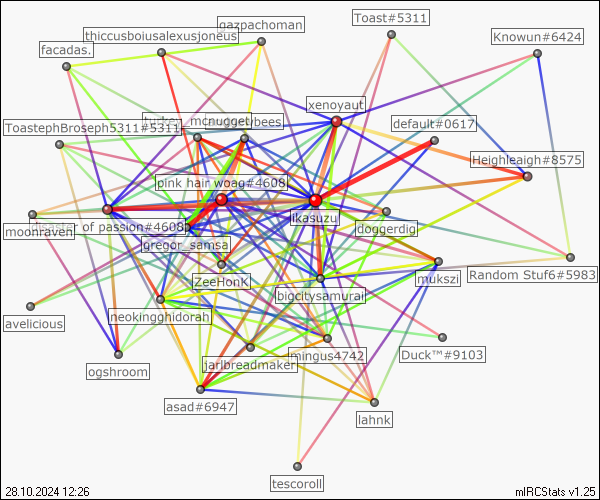 gazpachoman
Toast#5311
thiccusboiusalexusjoneus
Knowun#6424
facadas.
xenoyaut
mcnuggetybees
default#0617
ToastephBroseph5311#5311
Heighleaigh#8575
pink hair woag#4608
ikasuzu
disaster of passion#4608
doggerdig
moonraven
gregor_samsa
Random Stuf6#5983
mukszi
ZeeHonK
bigcitysamurai
neokingghidorah
avelicious
mingus4742
Duck™#9103
jarlbreadmaker
ogshroom
asad#6947
lahnk
tescoroll
28.10.2024 12:26
mIRCStats v1.25